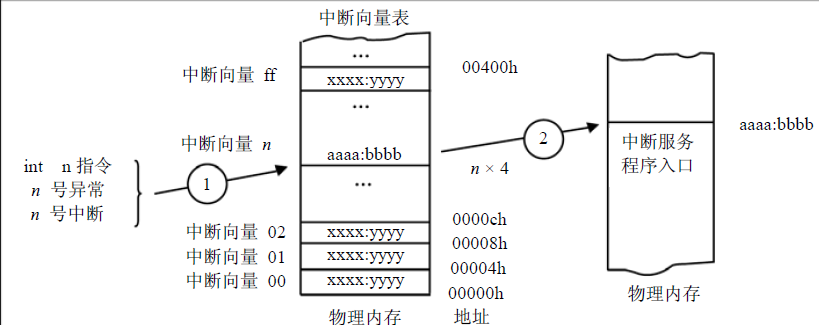 中断向量表
...
中断向量 ff
xxxx:yyyy
00400h
...
中断向量 n
aaaa:bbbb
2
aaaa:bbbb
中断服务
程序入口
int n 指令
n 号异常
n 号中断
1
n × 4
...
0000ch
中断向量 02
xxxx:yyyy
00008h
中断向量 01
xxxx:yyyy
00004h
中断向量 00
xxxx:yyyy
00000h
物理内存
地址
物理内存